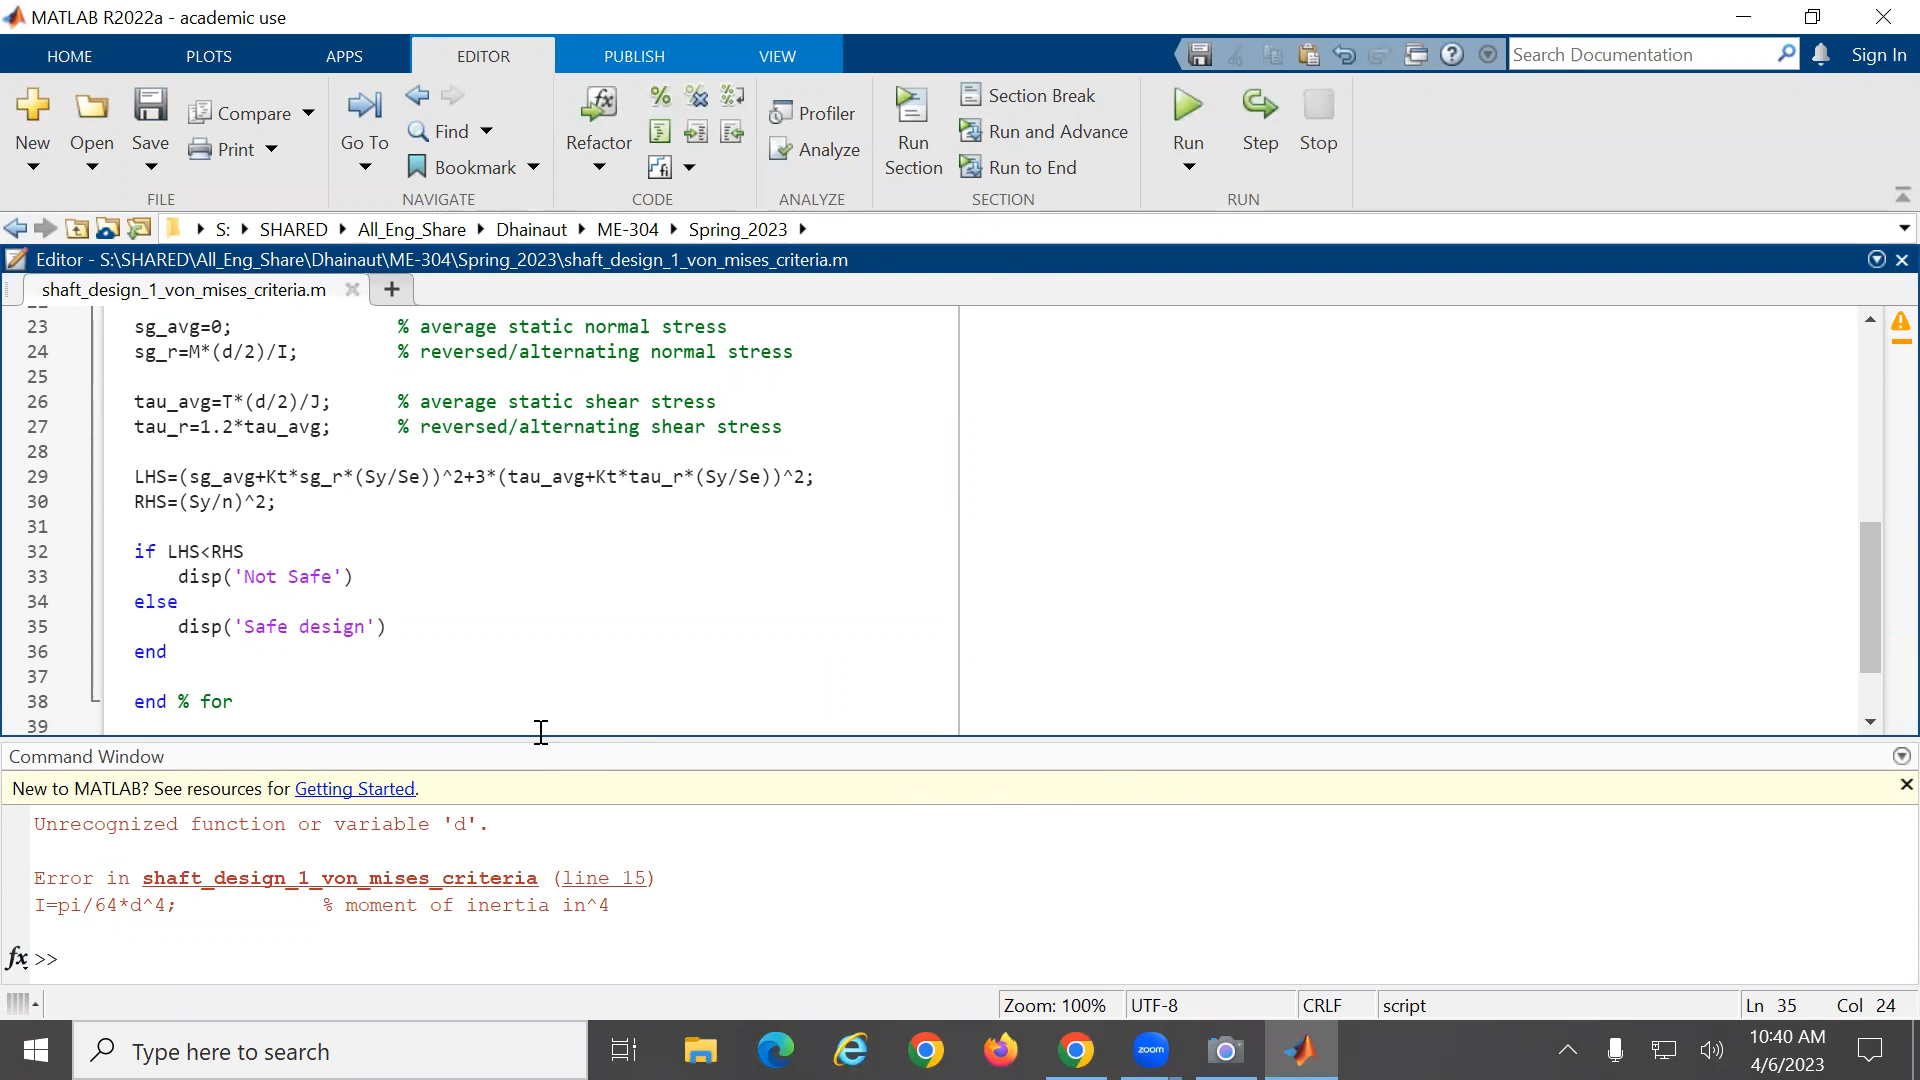 MATLAB R2022a - academic use
HOME PLOTS APPS EDITOR PUBLISH VIEW Search Documentation Sign In
New Open Save Compare Print
Go To Find Bookmark
Refactor
Profiler Analyze
Run Section Section Break Run and Advance Run to End
Run Step Stop
FILE NAVIGATE CODE ANALYZE SECTION RUN
S: SHARED All_Eng_Share Dhainaut ME-304 Spring_2023
Editor - S:\SHARED\All_Eng_Share\Dhainaut\ME-304\Spring_2023\shaft_design_1_von_mises_criteria.m
shaft_design_1_von_mises_criteria.m
23 sg_avg=0; % average static normal stress
24 sg_r=M*(d/2)/I; % reversed/alternating normal stress
25
26 tau_avg=T*(d/2)/J; % average static shear stress
27 tau_r=1.2*tau_avg; % reversed/alternating shear stress
28
29 LHS=(sg_avg+Kt*sg_r*(Sy/Se))^2+3*(tau_avg+Kt*tau_r*(Sy/Se))^2;
30 RHS=(Sy/n)^2;
31
32 if LHS<RHS
33 disp('Not Safe')
34 else
35 disp('Safe design')
36 end
37
38 end % for
39
Command Window
New to MATLAB? See resources for Getting Started.
Unrecognized function or variable 'd'.
Error in shaft_design_1_von_mises_criteria (line 15)
I=pi/64*d^4; % moment of inertia in^4
fx >>
Zoom: 100% UTF-8 CRLF script Ln 35 Col 24
Type here to search
zoom
10:40 AM
4/6/2023